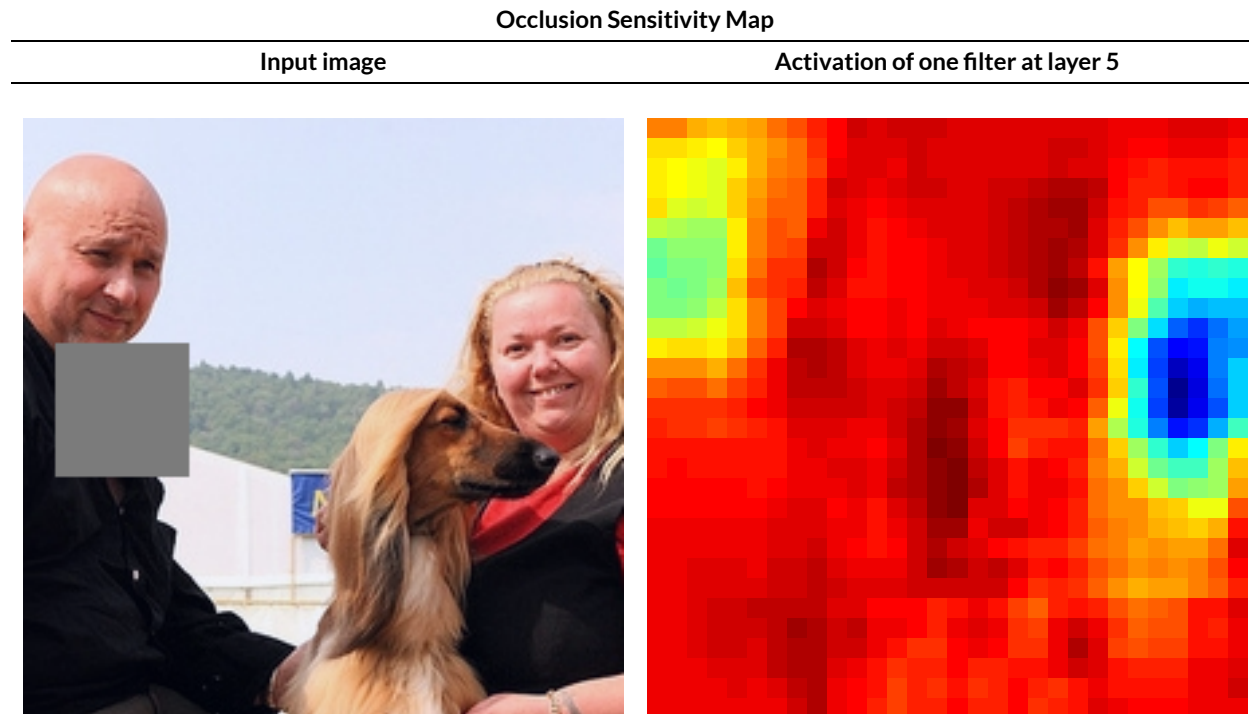 Occlusion Sensitivity Map
Input image
Activation of one filter at layer 5